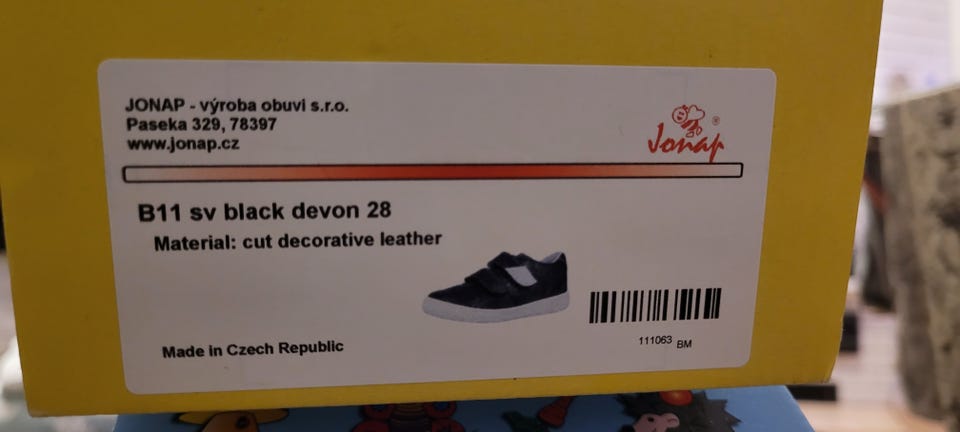 JONAP - výroba obuvi s.r.o.
Paseka 329, 78397
www.jonap.cz
Jonap ®
B11 sv black devon 28
Material: cut decorative leather
Made in Czech Republic
111063 BM